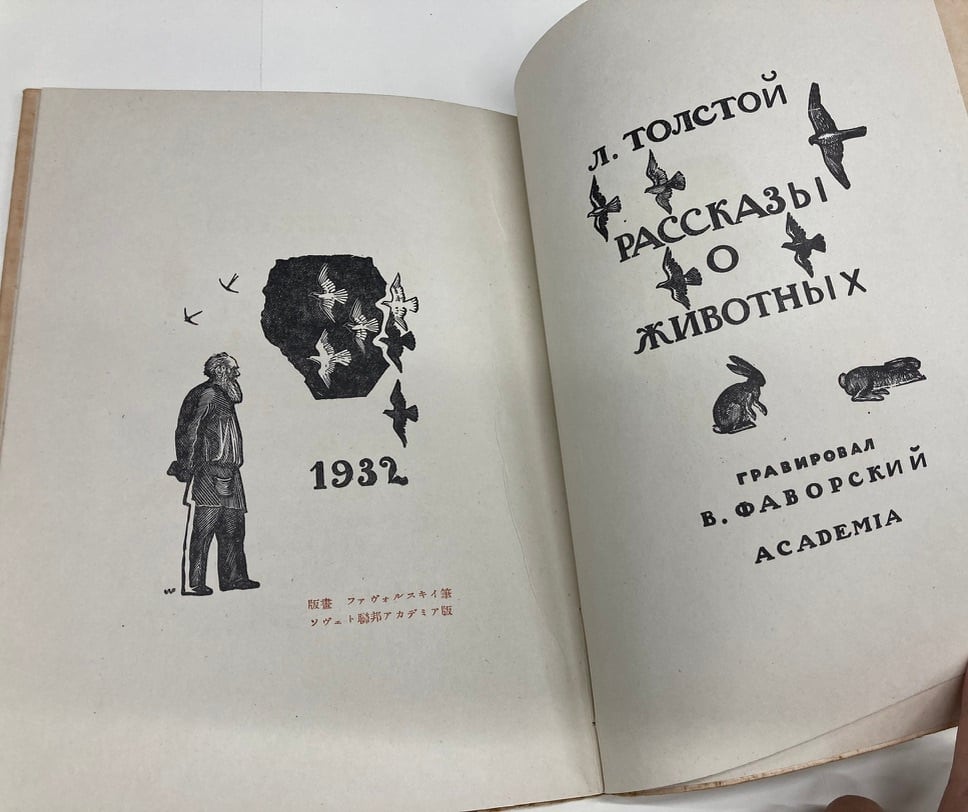 1932
版畫 ファヴォルスキイ筆
ソヴェト聯邦アカデミア版
Л. ТОЛСТОЙ
РАССКАЗЫ
О
ЖИВОТНЫХ
ГРАВИРОВАЛ
В. ФАВОРСКИЙ
ACADEMIA